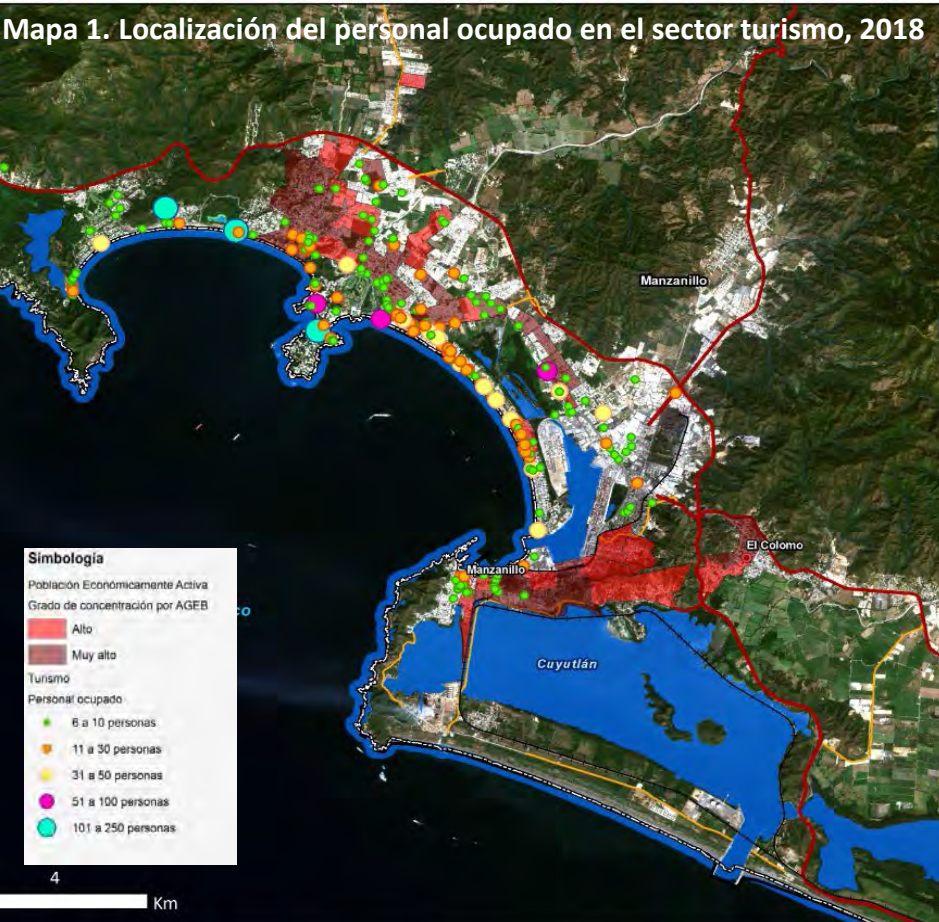 Mapa 1. Localización del personal ocupado en el sector turismo, 2018
Manzanillo
El Colomo
Manzanillo
Cuyutlán
co
Simbología
Población Económicamente Activa
Grado de concentración por AGEB
Alto
Muy alto
Turismo
Personal ocupado
6 a 10 personas
11 a 30 personas
31 a 50 personas
51 a 100 personas
101 a 250 personas
4
Km